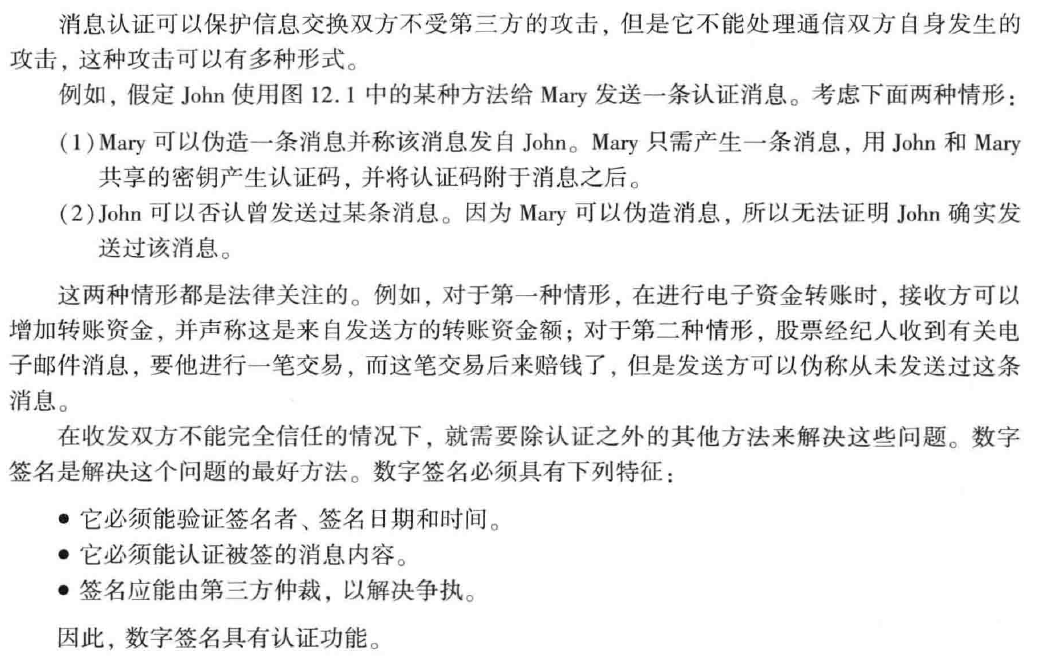 消息认证可以保护信息交换双方不受第三方的攻击，但是它不能处理通信双方自身发生的
攻击，这种攻击可以有多种形式。
例如，假定 John 使用图 12.1 中的某种方法给 Mary 发送一条认证消息。考虑下面两种情形：
(1) Mary 可以伪造一条消息并称该消息发自 John。Mary 只需产生一条消息，用 John 和 Mary
共享的密钥产生认证码，并将认证码附于消息之后。
(2) John 可以否认曾发送过某条消息。因为 Mary 可以伪造消息，所以无法证明 John 确实发
送过该消息。
这两种情形都是法律关注的。例如，对于第一种情形，在进行电子资金转账时，接收方可以
增加转账资金，并声称这是来自发送方的转账资金额；对于第二种情形，股票经纪人收到有关电
子邮件消息，要他进行一笔交易，而这笔交易后来赔钱了，但是发送方可以伪称从未发送过这条
消息。
在收发双方不能完全信任的情况下，就需要除认证之外的其他方法来解决这些问题。数字
签名是解决这个问题的最好方法。数字签名必须具有下列特征：
● 它必须能验证签名者、签名日期和时间。
● 它必须能认证被签的消息内容。
● 签名应能由第三方仲裁，以解决争执。
因此，数字签名具有认证功能。